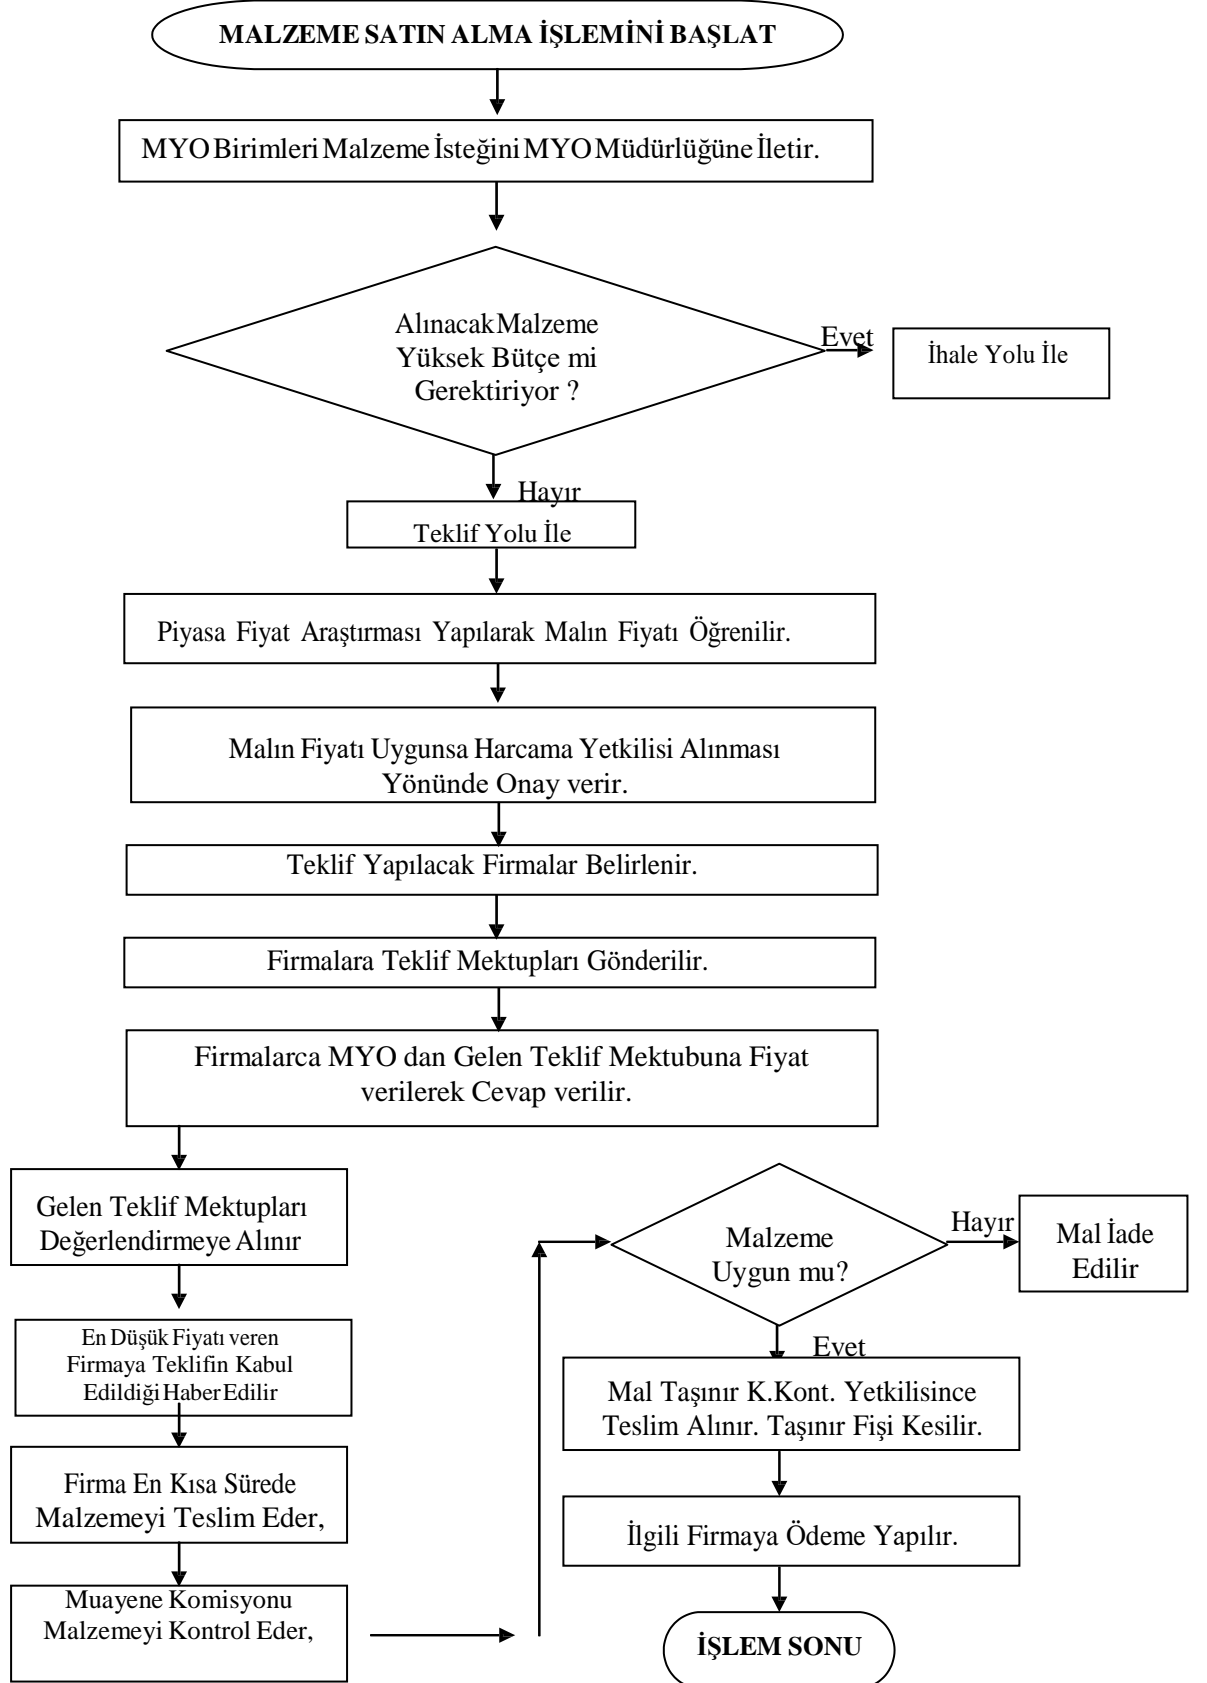 MALZEME SATIN ALMA İŞLEMİNİ BAŞLAT
MYO Birimleri Malzeme İsteğini MYO Müdürlüğüne İletir.
Alınacak Malzeme
Yüksek Bütçe mi
Gerektiriyor ?
Evet
İhale Yolu İle
Hayır
Teklif Yolu İle
Piyasa Fiyat Araştırması Yapılarak Malın Fiyatı Öğrenilir.
Malın Fiyatı Uygunsa Harcama Yetkilisi Alınması
Yönünde Onay verir.
Teklif Yapılacak Firmalar Belirlenir.
Firmalara Teklif Mektupları Gönderilir.
Firmalarca MYO dan Gelen Teklif Mektubuna Fiyat
verilerek Cevap verilir.
Gelen Teklif Mektupları
Değerlendirmeye Alınır
En Düşük Fiyatı veren
Firmaya Teklifin Kabul
Edildiği Haber Edilir
Firma En Kısa Sürede
Malzemeyi Teslim Eder,
Muayene Komisyonu
Malzemeyi Kontrol Eder,
Malzeme
Uygun mu?
Hayır
Mal İade
Edilir
Evet
Mal Taşınır K.Kont. Yetkilisince
Teslim Alınır. Taşınır Fişi Kesilir.
İlgili Firmaya Ödeme Yapılır.
İŞLEM SONU